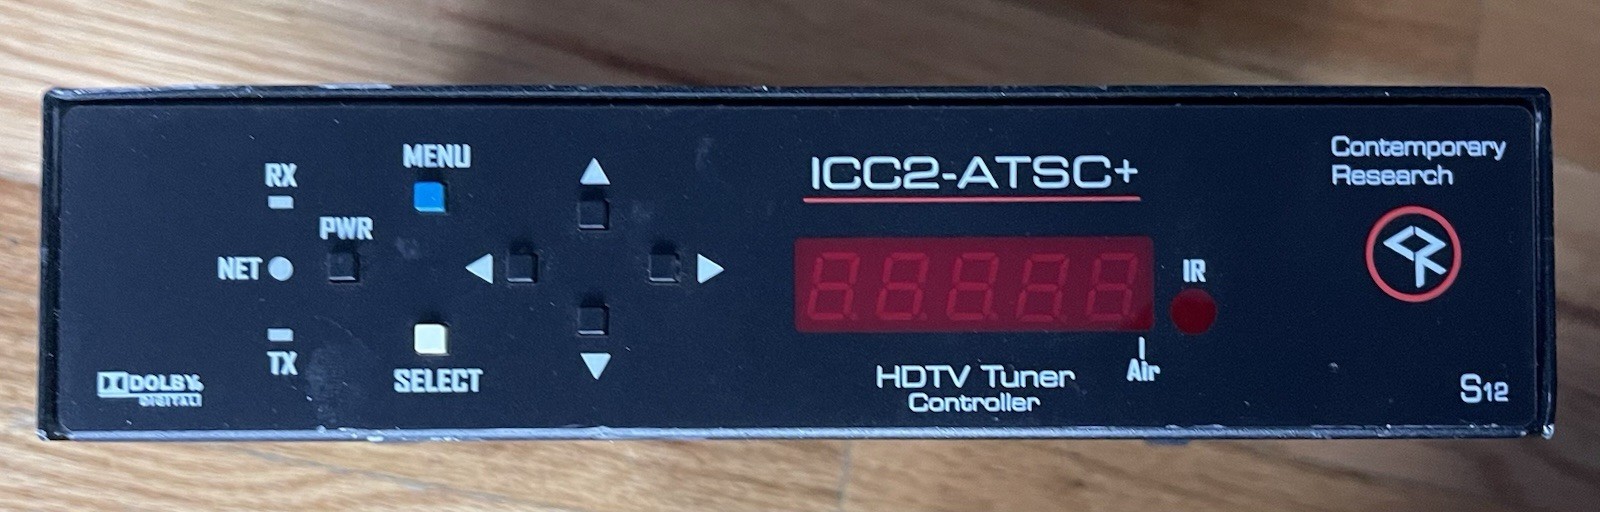 RX
MENU
PWR
NET
TX
SELECT
DOLBY
DIGITAL
ICC2-ATSC+
IR
Air
HDTV Tuner
Controller
Contemporary
Research
S12